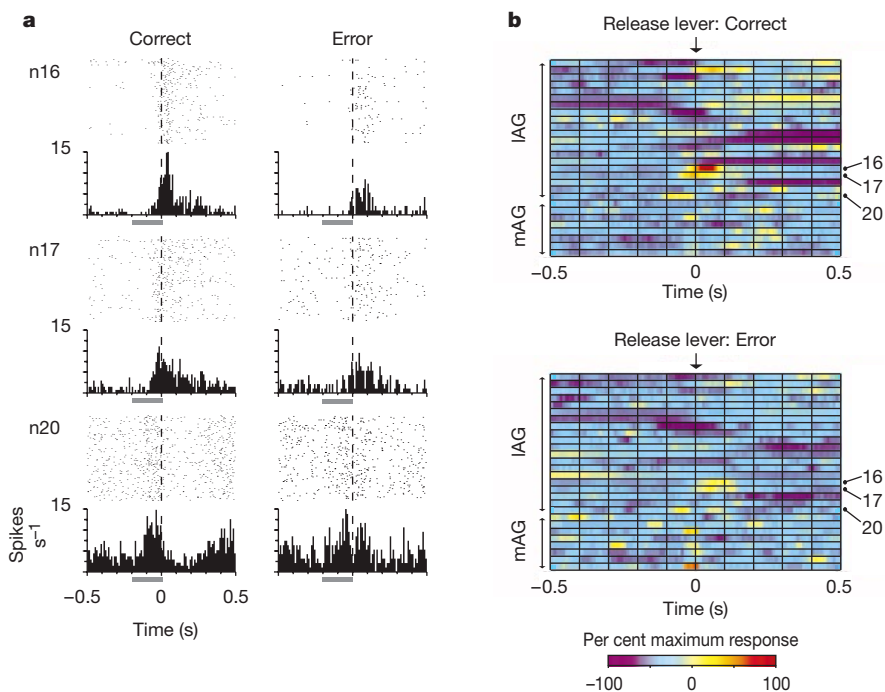 a
Correct
Error
n16
15
n17
15
n20
15
Spikes
s−1
−0.5
0
0.5
Time (s)
b
Release lever: Correct
lAG
mAG
16
17
20
−0.5
0
0.5
Time (s)
Release lever: Error
lAG
mAG
16
17
20
−0.5
0
0.5
Time (s)
Per cent maximum response
−100
0
100